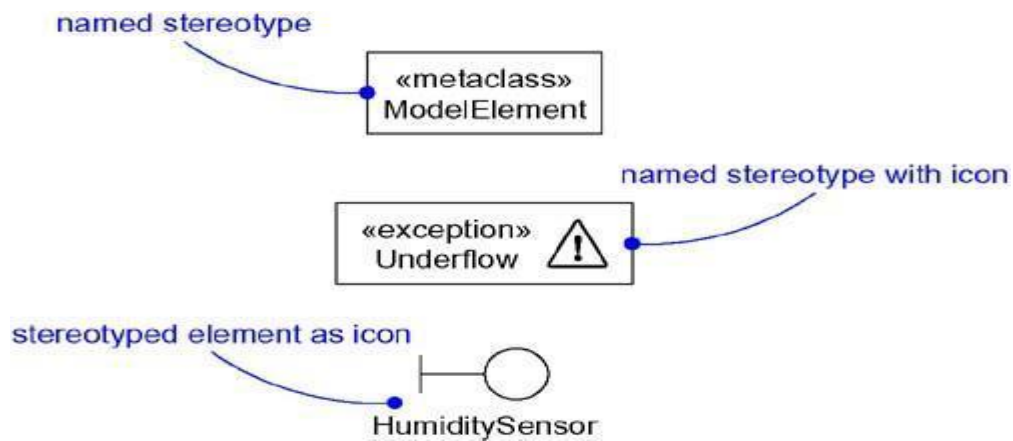 named stereotype
«metaclass»
ModelElement
named stereotype with icon
«exception»
Underflow
stereotyped element as icon
HumiditySensor